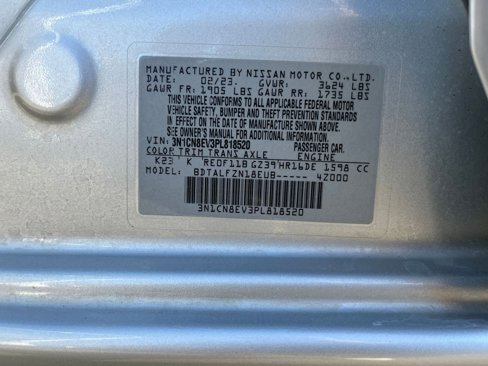 MANUFACTURED BY NISSAN MOTOR CO.,LTD.
DATE: 02/23 GVWR: 3624 LBS
GAWR FR: 1905 LBS GAWR RR: 1735 LBS
THIS VEHICLE CONFORMS TO ALL APPLICABLE FEDERAL MOTOR
VEHICLE SAFETY, BUMPER AND THEFT PREVENTION STANDARDS
IN EFFECT ON THE DATE OF MANUFACTURE SHOWN ABOVE.
SEE OWNER'S MANUAL FOR ADDITIONAL INFORMATION.
VIN: 3N1CN8EV3PL818520 PASSENGER CAR.
COLOR TRIM TRANS AXLE ENGINE
K23 K RE0F11B GZ39 HR16DE 1598 CC
MODEL: BDTALFZN18EUB----- 4Z000
3N1CN8EV3PL818520